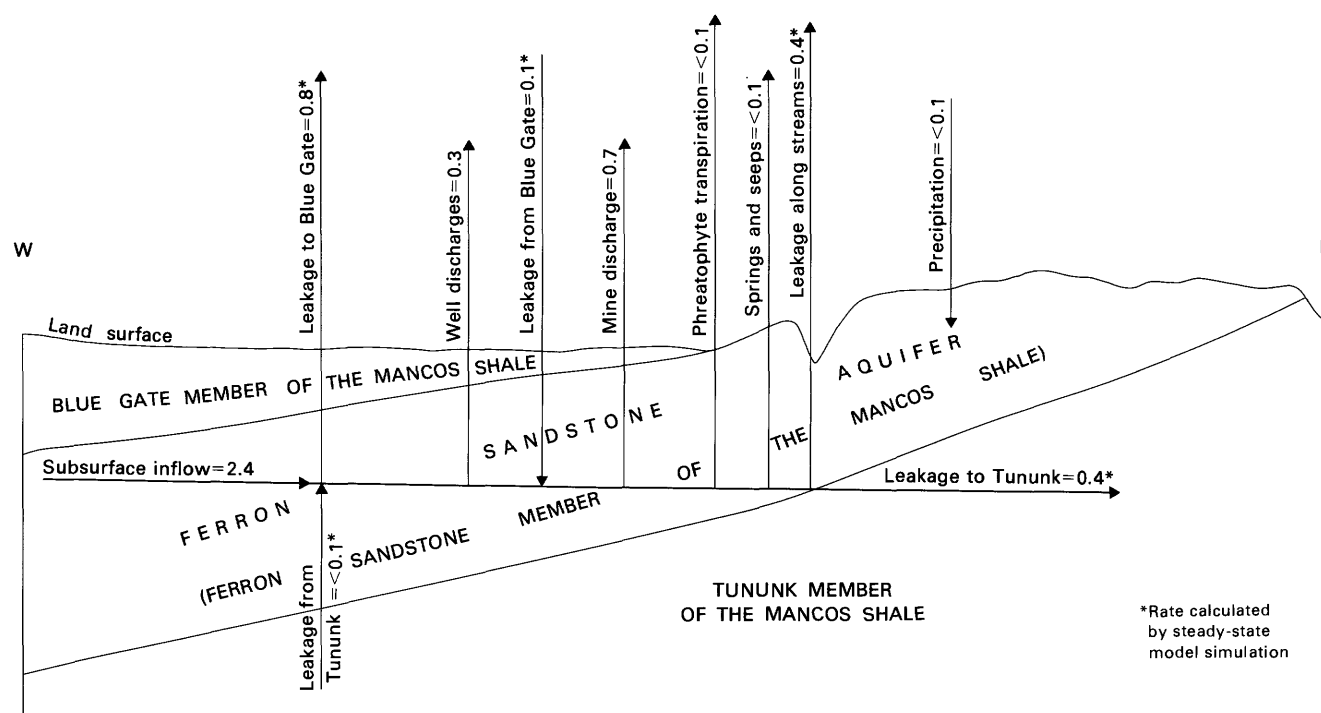 Leakage to Blue Gate=0.8*
Well discharges=0.3
Leakage from Blue Gate=0.1*
Mine discharge=0.7
Phreatophyte transpiration=<0.1
Springs and seeps=<0.1
Leakage along streams=0.4*
Precipitation=<0.1
W
Land surface
BLUE GATE MEMBER OF THE MANCOS SHALE
Subsurface inflow=2.4
FERRON SANDSTONE AQUIFER
(FERRON SANDSTONE MEMBER OF THE MANCOS SHALE)
Leakage to Tununk=0.4*
Leakage from
Tununk =<0.1*
TUNUNK MEMBER
OF THE MANCOS SHALE
*Rate calculated
by steady-state
model simulation